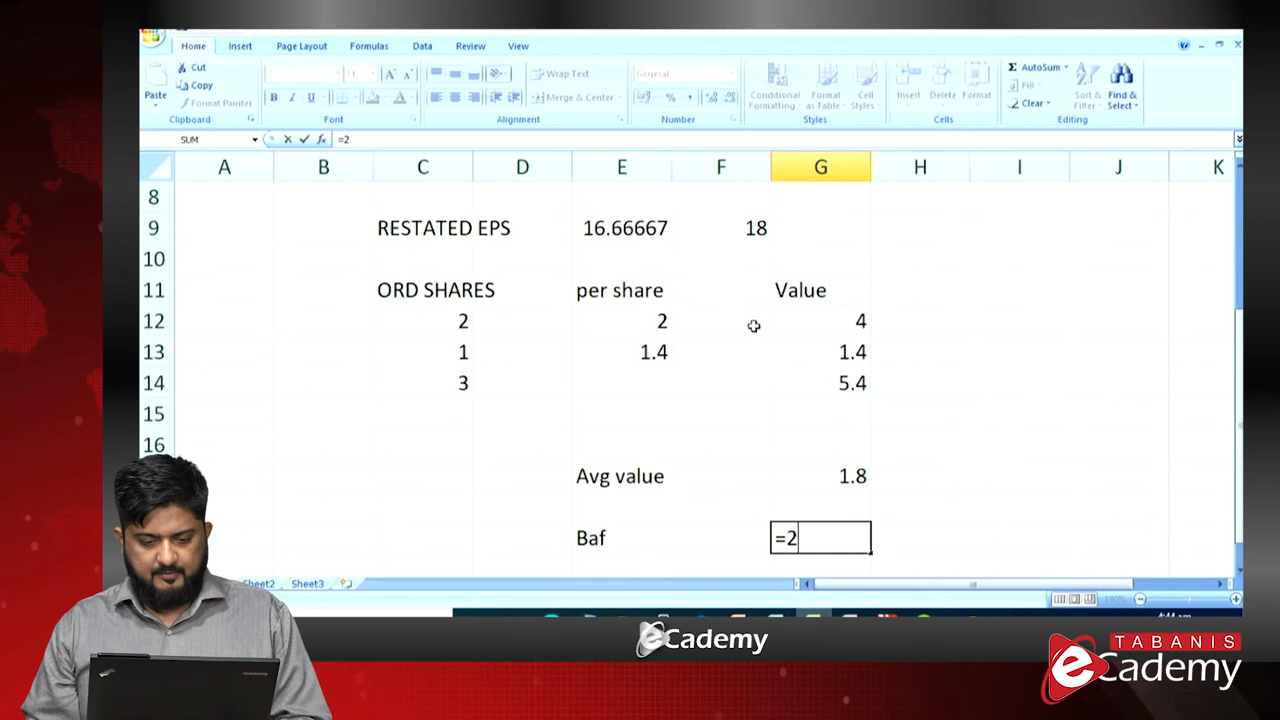 Home Insert Page Layout Formulas Data Review View
Cut
Copy
Format Painter
Paste
Clipboard
11
Font
Wrap Text
Merge & Center
Alignment
General
Number
Conditional Formatting
Format as Table
Cell Styles
Styles
Insert Delete Format
Cells
AutoSum
Fill
Clear
Sort & Filter
Find & Select
Editing
SUM fx =2
A B C D E F G H I J K
8
9 RESTATED EPS 16.66667 18
10
11 ORD SHARES per share Value
12 2 2 4
13 1 1.4 1.4
14 3 5.4
15
16
Avg value 1.8
Baf =2
Sheet2 Sheet3
eCademy
TABANIS
eCademy